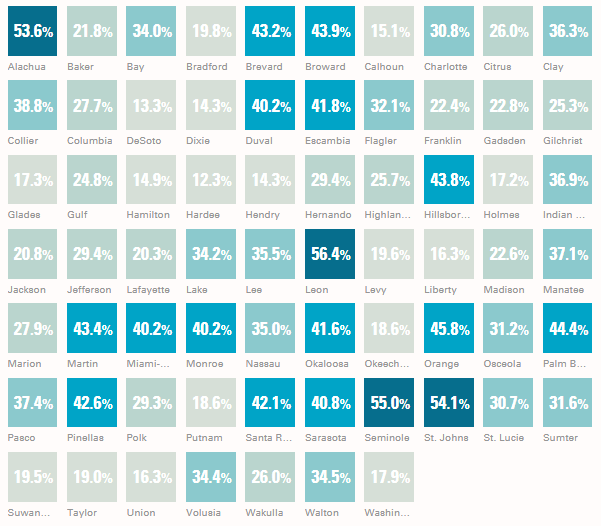 53.6% 21.8% 34.0% 19.8% 43.2% 43.9% 15.1% 30.8% 26.0% 36.3%
Alachua Baker Bay Bradford Brevard Broward Calhoun Charlotte Citrus Clay
38.8% 27.7% 13.3% 14.3% 40.2% 41.8% 32.1% 22.4% 22.8% 25.3%
Collier Columbia DeSoto Dixie Duval Escambia Flagler Franklin Gadsden Gilchrist
17.3% 24.8% 14.9% 12.3% 14.3% 29.4% 25.7% 43.8% 17.2% 36.9%
Glades Gulf Hamilton Hardee Hendry Hernando Highlan... Hillsbor... Holmes Indian ...
20.8% 29.4% 20.3% 34.2% 35.5% 56.4% 19.6% 16.3% 22.6% 37.1%
Jackson Jefferson Lafayette Lake Lee Leon Levy Liberty Madison Manatee
27.9% 43.4% 40.2% 40.2% 35.0% 41.6% 18.6% 45.8% 31.2% 44.4%
Marion Martin Miami-... Monroe Nassau Okaloosa Okeech... Orange Osceola Palm B...
37.4% 42.6% 29.3% 18.6% 42.1% 40.8% 55.0% 54.1% 30.7% 31.6%
Pasco Pinellas Polk Putnam Santa R... Sarasota Seminole St. Johns St. Lucie Sumter
19.5% 19.0% 16.3% 34.4% 26.0% 34.5% 17.9%
Suwan... Taylor Union Volusia Wakulla Walton Washin...